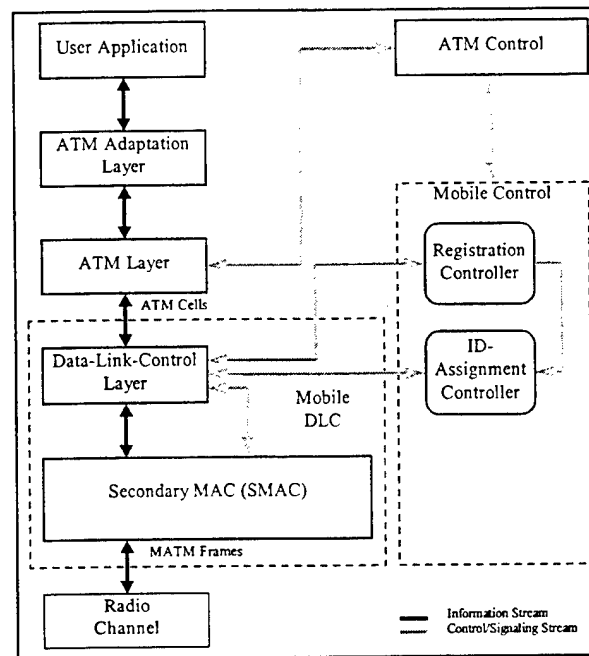 User Application
ATM Control
ATM Adaptation
Layer
Mobile Control
ATM Layer
Registration
Controller
ATM Cells
Data-Link-Control
Layer
ID-
Assignment
Controller
Mobile
DLC
Secondary MAC (SMAC)
MATM Frames
Radio
Channel
Information Stream
Control/Signaling Stream